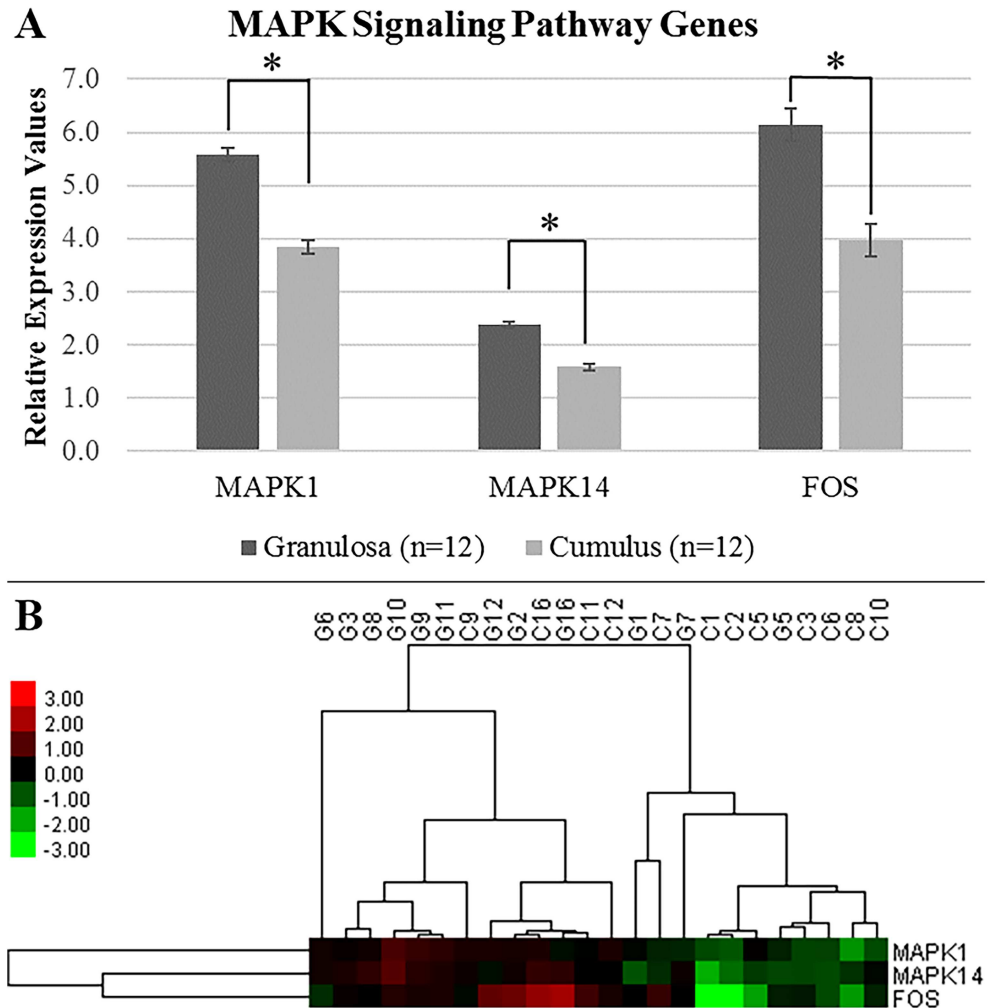 A
MAPK Signaling Pathway Genes
Relative Expression Values
7.0
6.0
5.0
4.0
3.0
2.0
1.0
0.0
*
*
*
MAPK1 MAPK14 FOS
Granulosa (n=12) Cumulus (n=12)
B
G6 G3 G8 G10 G9 G11 C9 G12 G2 C16 G16 C11 C12 G1 C7 G7 C1 C2 C5 G5 C3 C6 C8 C10
3.00
2.00
1.00
0.00
-1.00
-2.00
-3.00
MAPK1
MAPK14
FOS